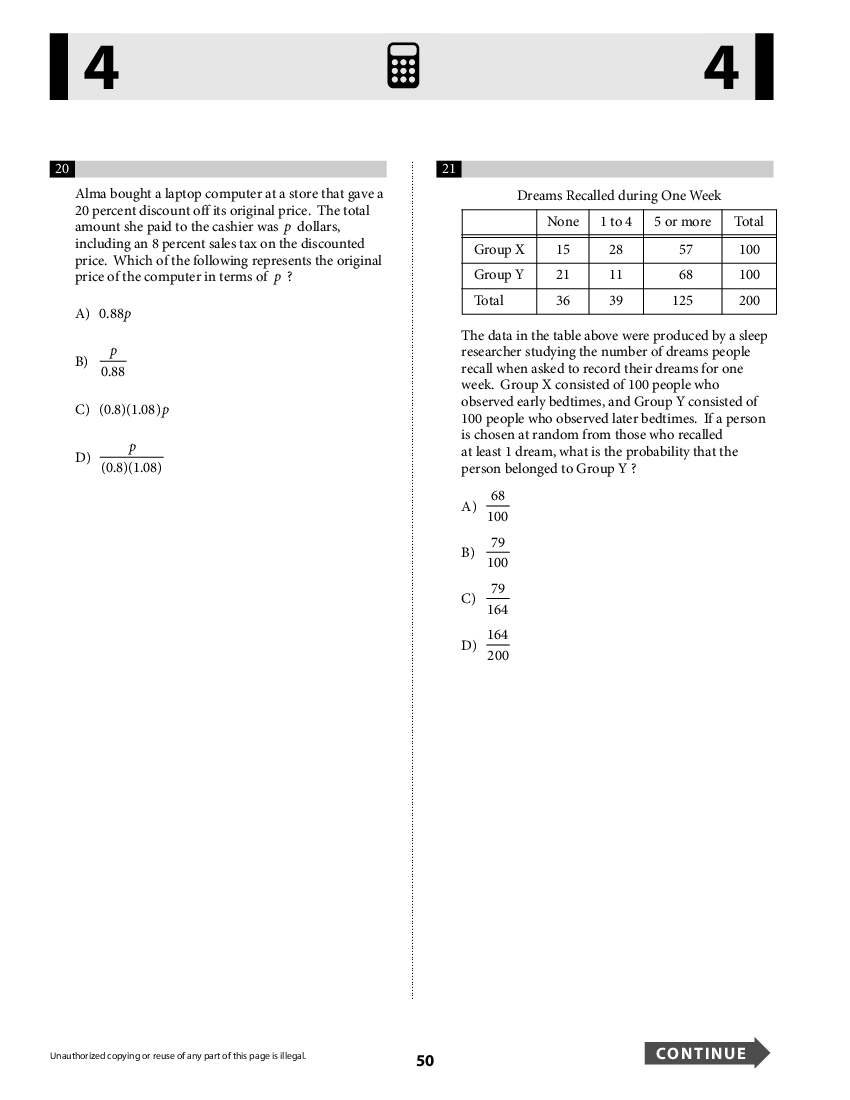 4 4
20
Alma bought a laptop computer at a store that gave a
20 percent discount off its original price. The total
amount she paid to the cashier was p dollars,
including an 8 percent sales tax on the discounted
price. Which of the following represents the original
price of the computer in terms of p ?
A) 0.88p
B) p
0.88
C) (0.8)(1.08)p
D) p
(0.8)(1.08)
21
Dreams Recalled during One Week
None 1 to 4 5 or more Total
Group X 15 28 57 100
Group Y 21 11 68 100
Total 36 39 125 200
The data in the table above were produced by a sleep
researcher studying the number of dreams people
recall when asked to record their dreams for one
week. Group X consisted of 100 people who
observed early bedtimes, and Group Y consisted of
100 people who observed later bedtimes. If a person
is chosen at random from those who recalled
at least 1 dream, what is the probability that the
person belonged to Group Y ?
A) 68
100
B) 79
100
C) 79
164
D) 164
200
Unauthorized copying or reuse of any part of this page is illegal.
50
CONTINUE